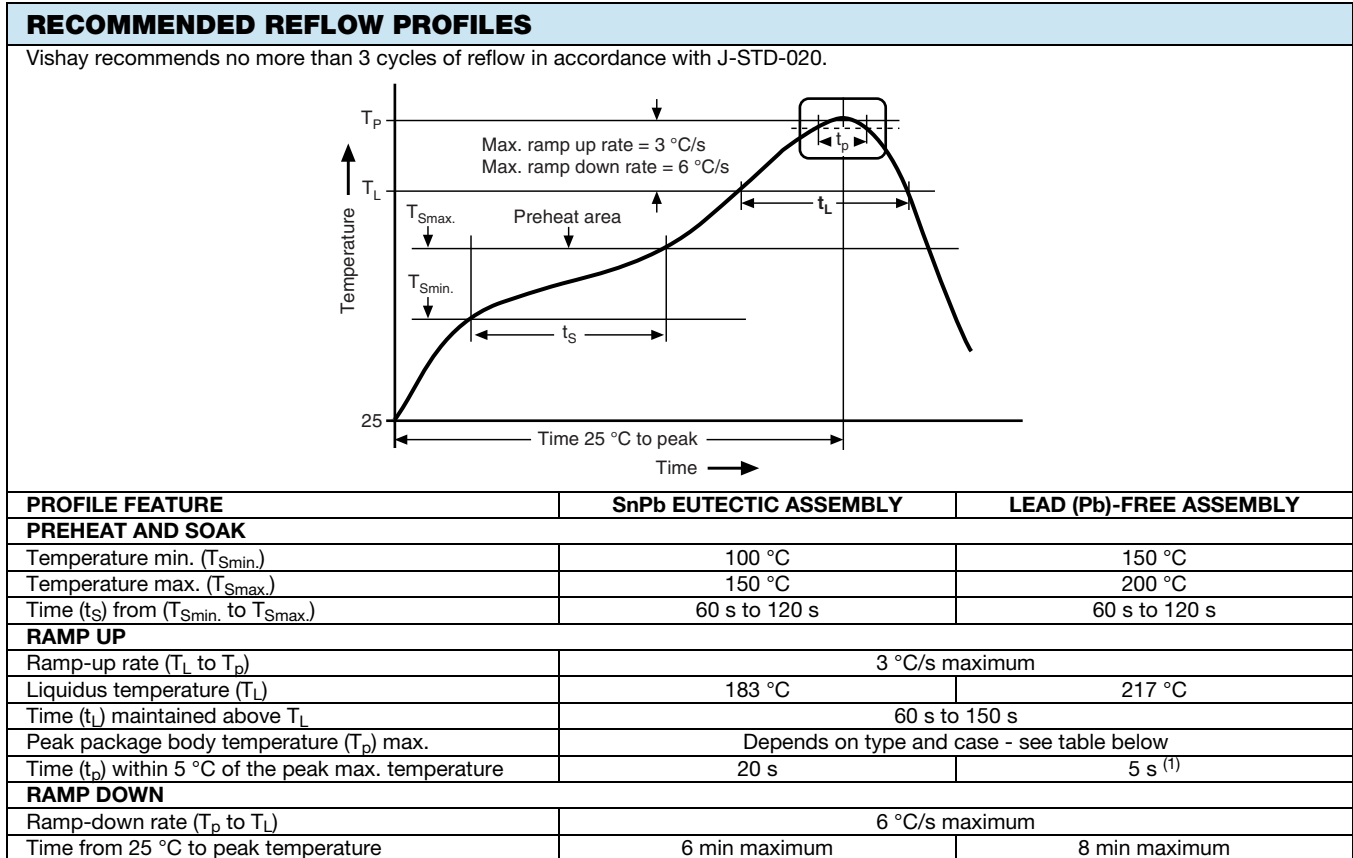 RECOMMENDED REFLOW PROFILES
Vishay recommends no more than 3 cycles of reflow in accordance with J-STD-020.
TP
Max. ramp up rate = 3 °C/s
Max. ramp down rate = 6 °C/s
tp
TL
TSmax.
Preheat area
tL
Temperature
TSmin.
tS
25
Time 25 °C to peak
Time
PROFILE FEATURE SnPb EUTECTIC ASSEMBLY LEAD (Pb)-FREE ASSEMBLY
PREHEAT AND SOAK
Temperature min. (TSmin.) 100 °C 150 °C
Temperature max. (TSmax.) 150 °C 200 °C
Time (tS) from (TSmin. to TSmax.) 60 s to 120 s 60 s to 120 s
RAMP UP
Ramp-up rate (TL to Tp) 3 °C/s maximum
Liquidus temperature (TL) 183 °C 217 °C
Time (tL) maintained above TL 60 s to 150 s
Peak package body temperature (Tp) max. Depends on type and case - see table below
Time (tp) within 5 °C of the peak max. temperature 20 s 5 s (1)
RAMP DOWN
Ramp-down rate (Tp to TL) 6 °C/s maximum
Time from 25 °C to peak temperature 6 min maximum 8 min maximum